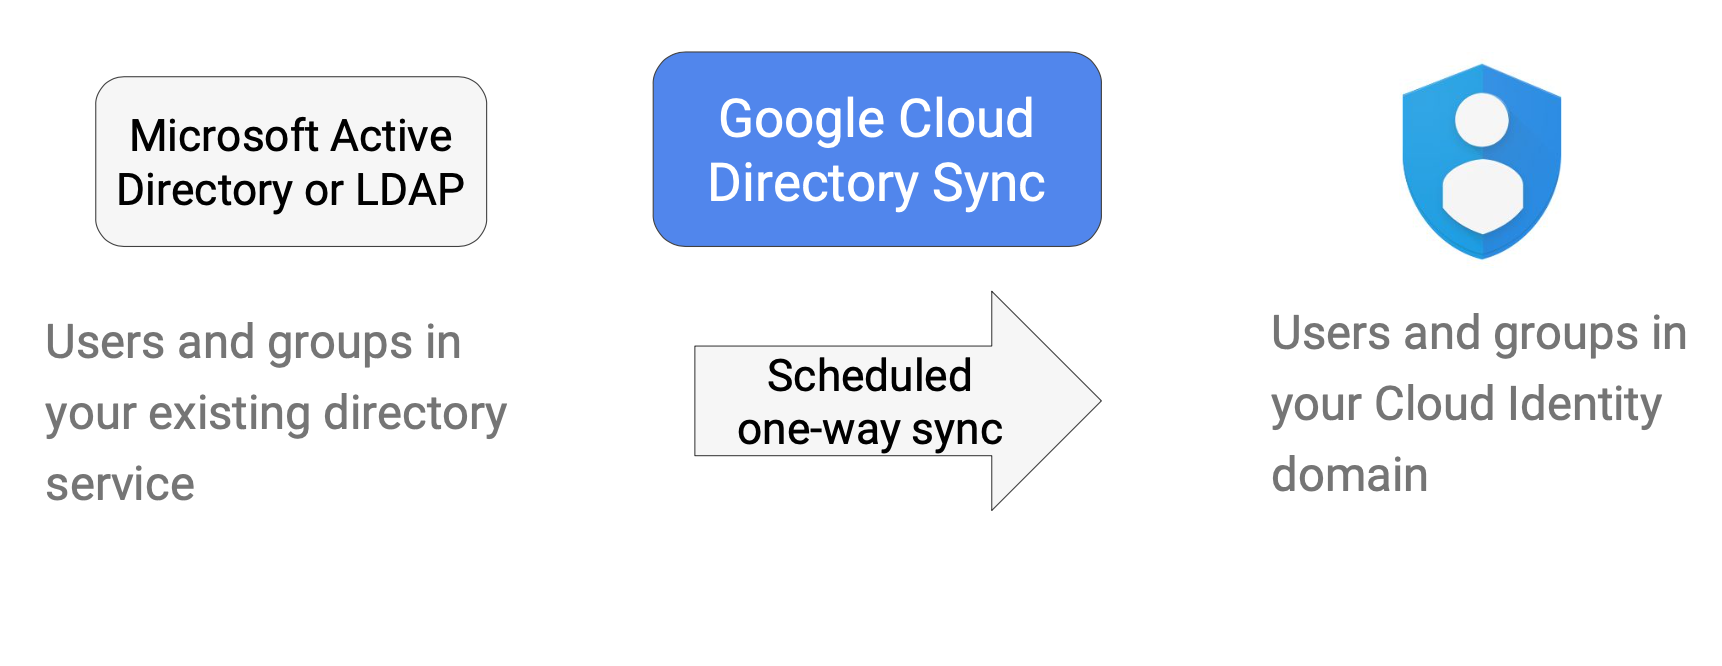 Microsoft Active
Directory or LDAP
Google Cloud
Directory Sync
Users and groups in
your existing directory
service
Scheduled
one-way sync
Users and groups in
your Cloud Identity
domain